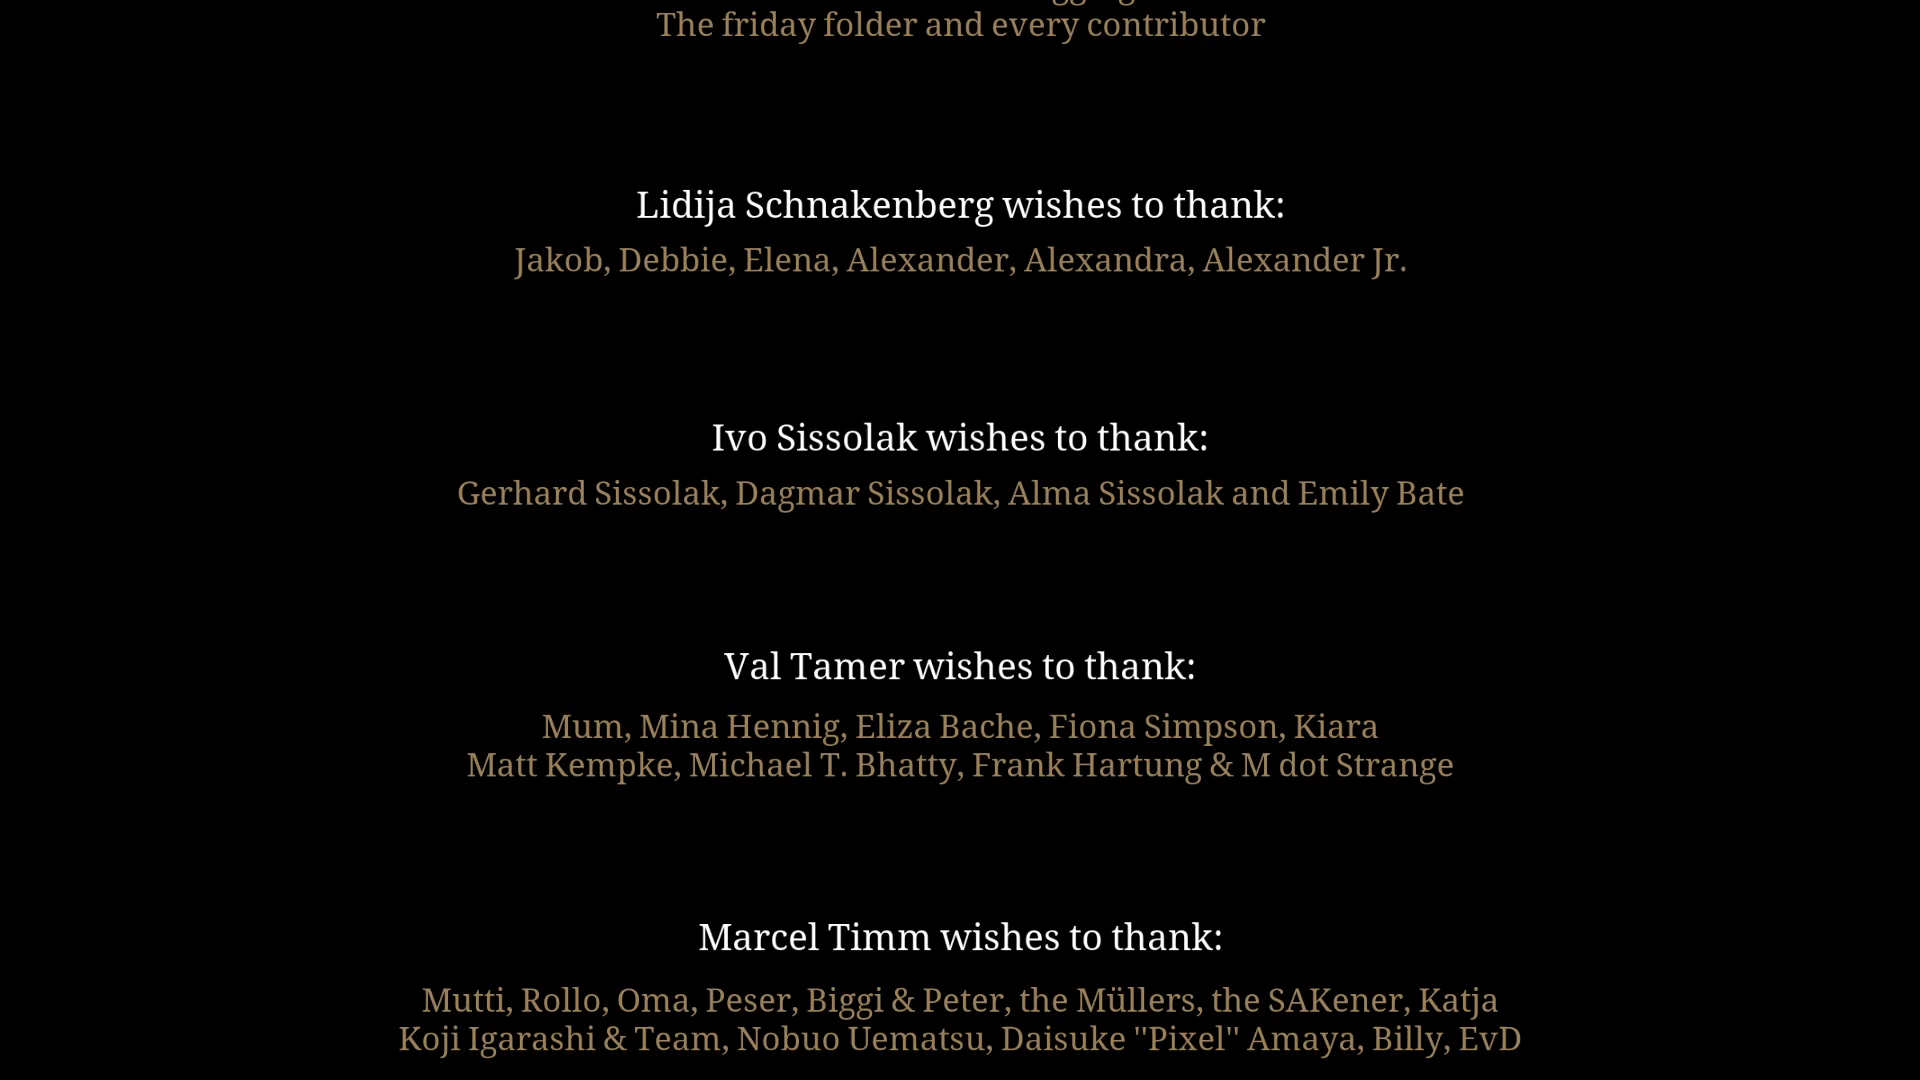 The friday folder and every contributor
Lidija Schnakenberg wishes to thank:
Jakob, Debbie, Elena, Alexander, Alexandra, Alexander Jr.
Ivo Sissolak wishes to thank:
Gerhard Sissolak, Dagmar Sissolak, Alma Sissolak and Emily Bate
Val Tamer wishes to thank:
Mum, Mina Hennig, Eliza Bache, Fiona Simpson, Kiara
Matt Kempke, Michael T. Bhatty, Frank Hartung & M dot Strange
Marcel Timm wishes to thank:
Mutti, Rollo, Oma, Peser, Biggi & Peter, the Müllers, the SAKener, Katja
Koji Igarashi & Team, Nobuo Uematsu, Daisuke "Pixel" Amaya, Billy, EvD